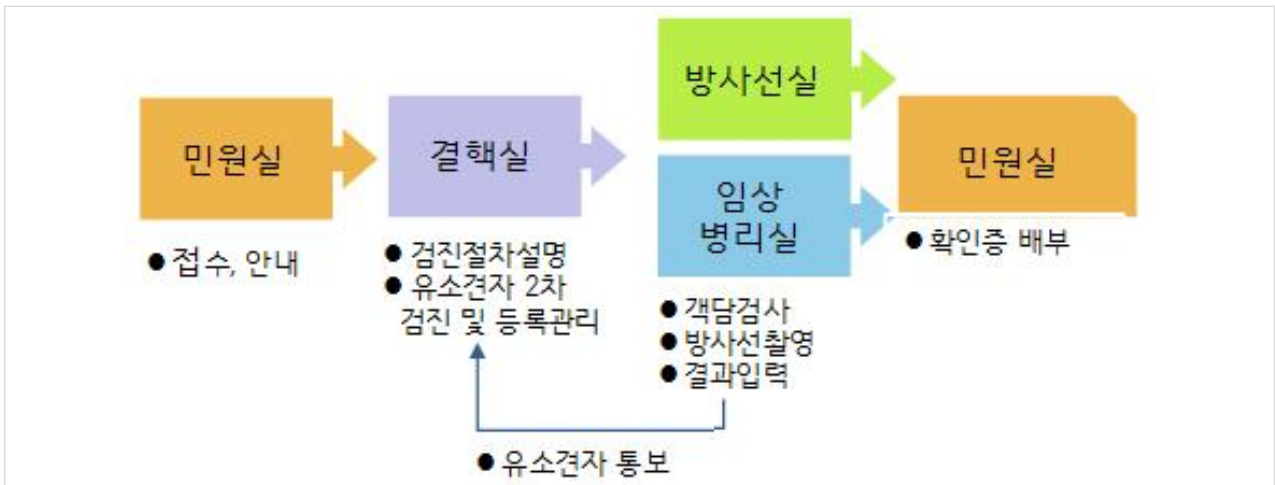 민원실
● 접수, 안내
결핵실
● 검진절차설명
● 유소견자 2차
검진 및 등록관리
방사선실
임상
병리실
● 객담검사
● 방사선촬영
● 결과입력
● 유소견자 통보
민원실
● 확인증 배부